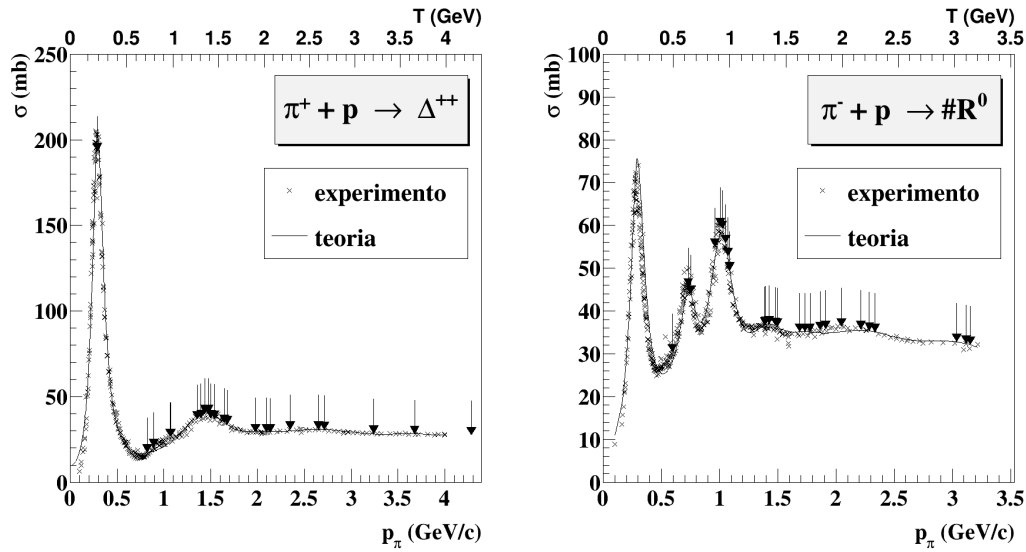 T (GeV)
0 0.5 1 1.5 2 2.5 3 3.5 4
σ (mb)
250
200
150
100
50
0
π⁺ + p → Δ⁺⁺
experimento
teoria
0 0.5 1 1.5 2 2.5 3 3.5 4
p_π (GeV/c)
T (GeV)
0 0.5 1 1.5 2 2.5 3 3.5
σ (mb)
100
90
80
70
60
50
40
30
20
10
0
π⁻ + p → #R⁰
experimento
teoria
0 0.5 1 1.5 2 2.5 3 3.5
p_π (GeV/c)